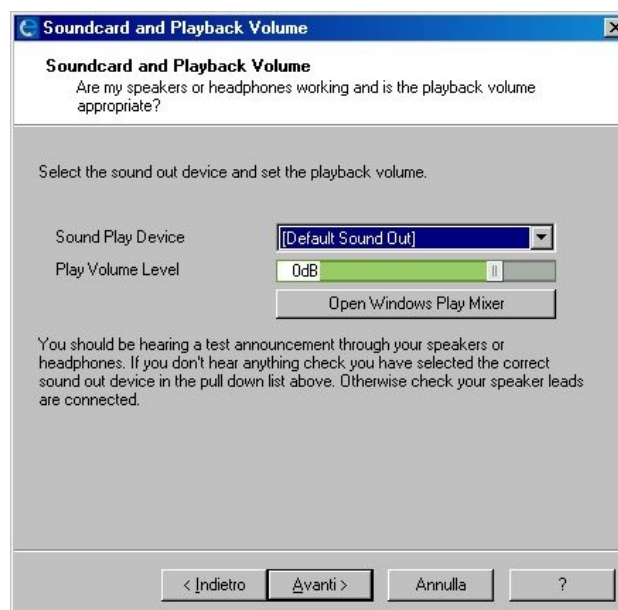 Soundcard and Playback Volume
Soundcard and Playback Volume
Are my speakers or headphones working and is the playback volume
appropriate?
Select the sound out device and set the playback volume.
Sound Play Device
[Default Sound Out]
Play Volume Level
0dB
Open Windows Play Mixer
You should be hearing a test announcement through your speakers or
headphones. If you don't hear anything check you have selected the correct
sound out device in the pull down list above. Otherwise check your speaker leads
are connected.
< Indietro
Avanti >
Annulla
?